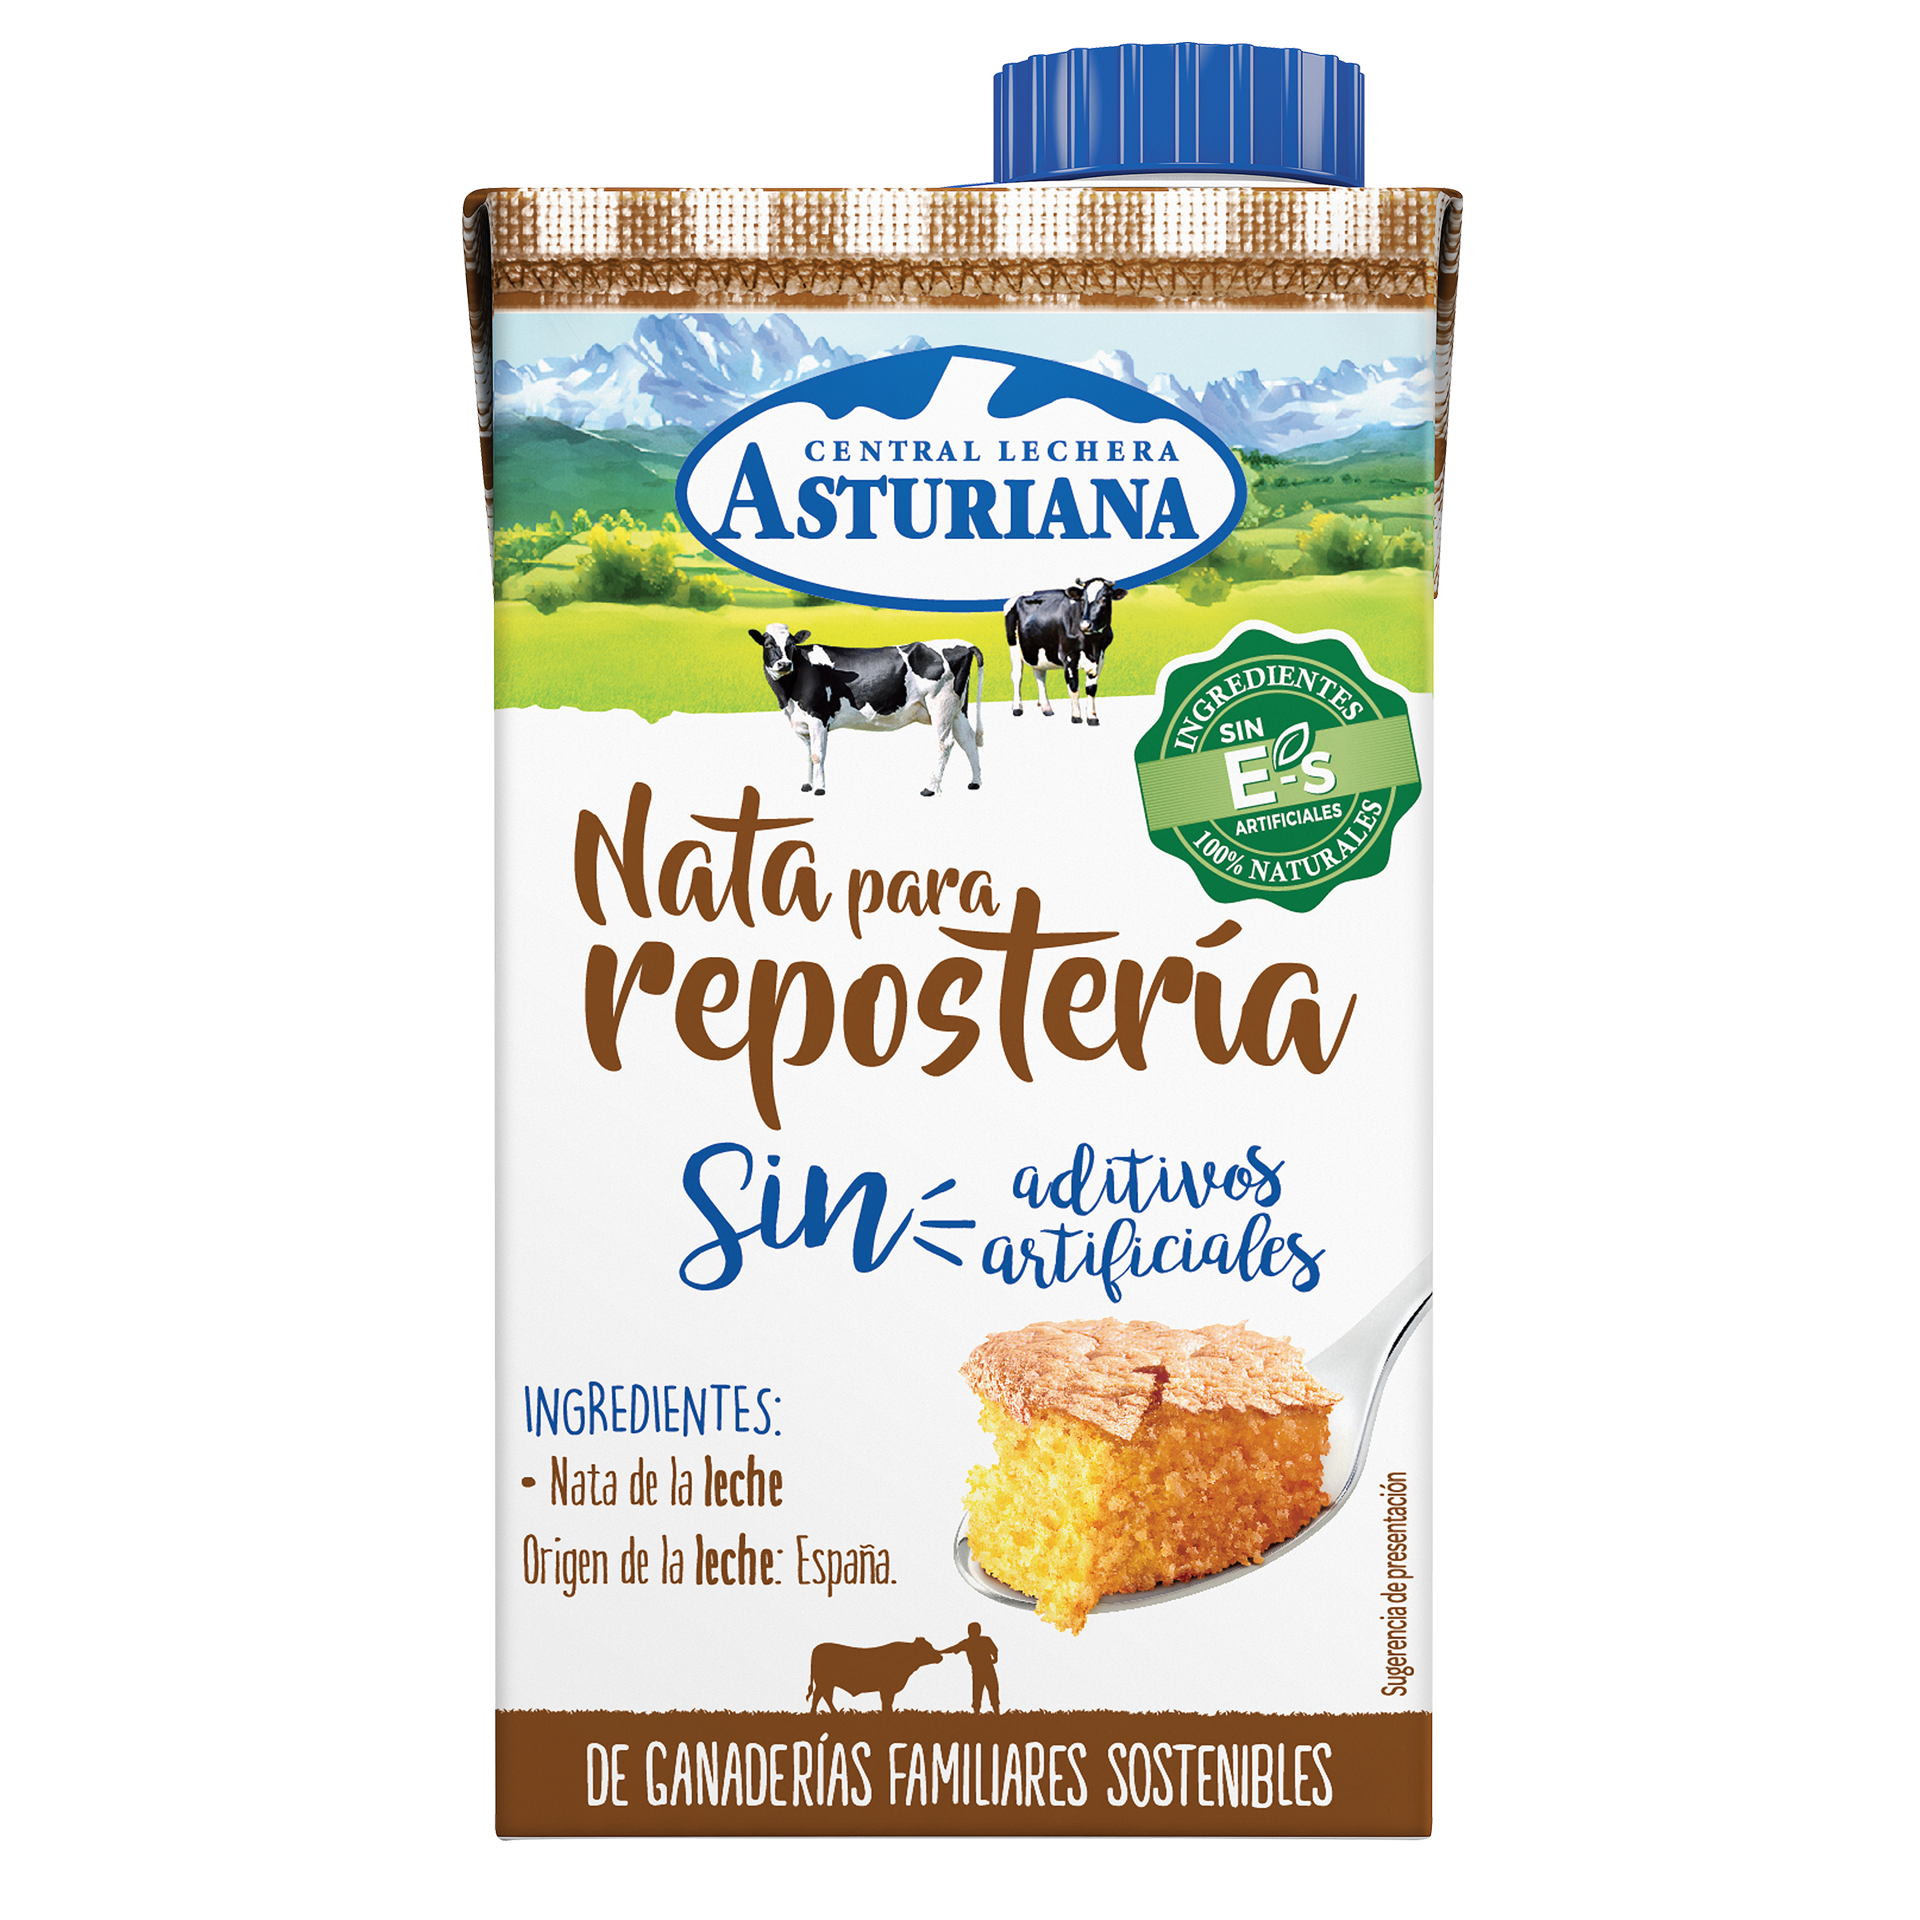 CENTRAL LECHERA
ASTURIANA
INGREDIENTES
SIN
E-S
ARTIFICIALES
100% NATURALES
Nata para
repostería
Sin aditivos
artificiales
INGREDIENTES:
• Nata de la leche
Origen de la leche: España.
Sugerencia de presentación
DE GANADERÍAS FAMILIARES SOSTENIBLES